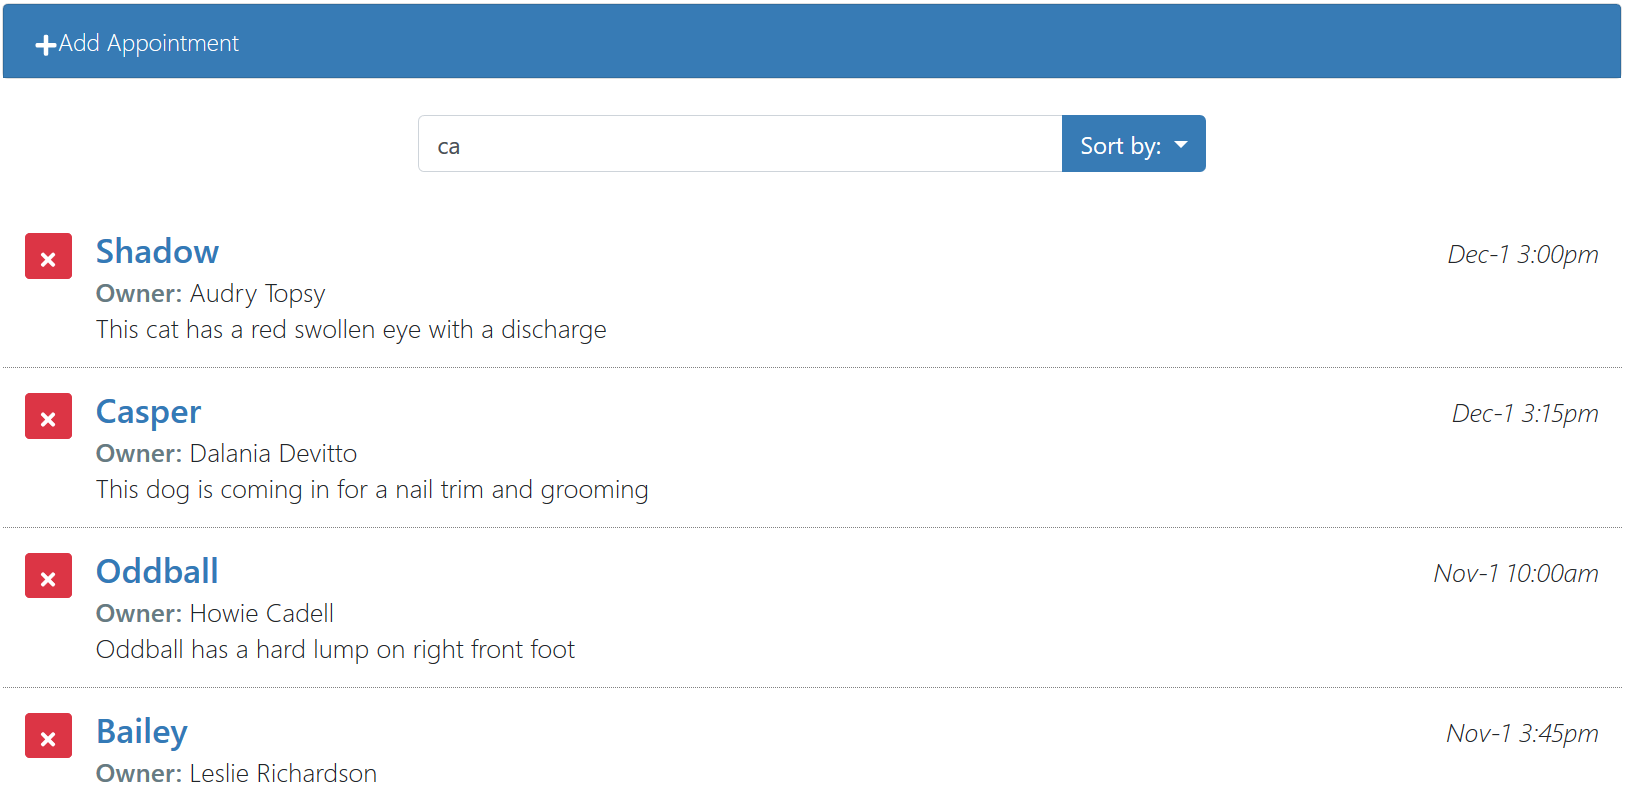 Add Appointment
ca
Sort by:
Shadow
Dec-1 3:00pm
Owner: Audry Topsy
This cat has a red swollen eye with a discharge
Casper
Dec-1 3:15pm
Owner: Dalania Devitto
This dog is coming in for a nail trim and grooming
Oddball
Nov-1 10:00am
Owner: Howie Cadell
Oddball has a hard lump on right front foot
Bailey
Nov-1 3:45pm
Owner: Leslie Richardson